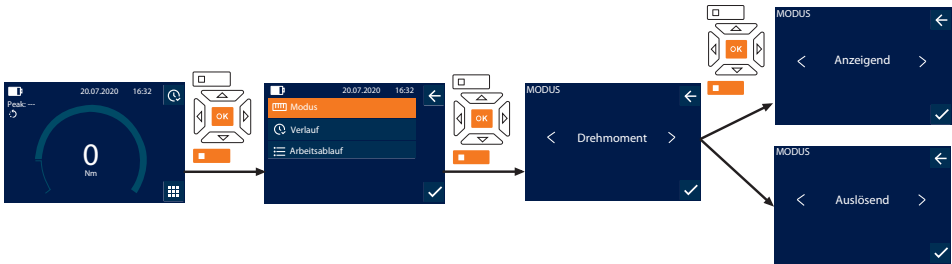 20.07.2020 16:32
Peak: ---
0
Nm
OK
20.07.2020 16:32
Modus
Verlauf
Arbeitsablauf
OK
MODUS
Drehmoment
OK
MODUS
Anzeigend
MODUS
Auslösend